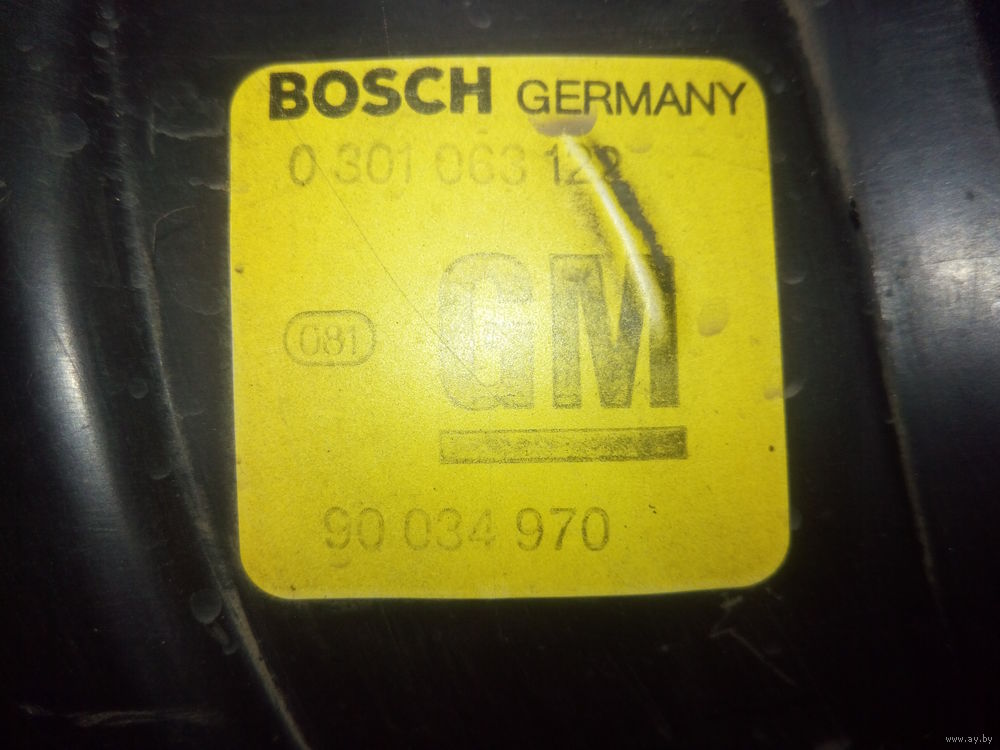 BOSCH GERMANY
0 301 063 122
GM
081
90 034 970
www.ay.by